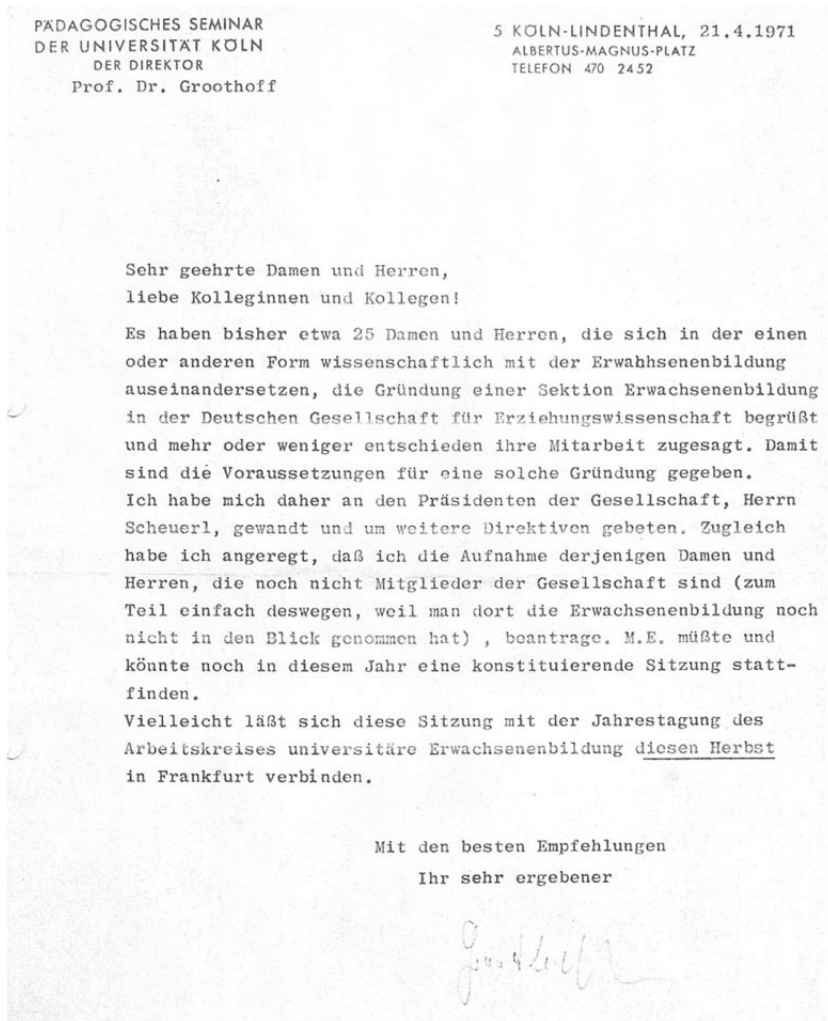 PÄDAGOGISCHES SEMINAR
DER UNIVERSITÄT KÖLN
DER DIREKTOR
Prof. Dr. Groothoff
5 KÖLN-LINDENTHAL, 21.4.1971
ALBERTUS-MAGNUS-PLATZ
TELEFON 470 2452
Sehr geehrte Damen und Herren,
liebe Kolleginnen und Kollegen!
Es haben bisher etwa 25 Damen und Herren, die sich in der einen
oder anderen Form wissenschaftlich mit der Erwabhsenenbildung
auseinandersetzen, die Gründung einer Sektion Erwachsenenbildung
in der Deutschen Gesellschaft für Erziehungswissenschaft begrüßt
und mehr oder weniger entschieden ihre Mitarbeit zugesagt. Damit
sind die Voraussetzungen für eine solche Gründung gegeben.
Ich habe mich daher an den Präsidenten der Gesellschaft, Herrn
Scheuerl, gewandt und um weitere Direktiven gebeten. Zugleich
habe ich angeregt, daß ich die Aufnahme derjenigen Damen und
Herren, die noch nicht Mitglieder der Gesellschaft sind (zum
Teil einfach deswegen, weil man dort die Erwachsenenbildung noch
nicht in den Blick genommen hat) , beantrage. M.E. müßte und
könnte noch in diesem Jahr eine konstituierende Sitzung statt-
finden.
Vielleicht läßt sich diese Sitzung mit der Jahrestagung des
Arbeitskreises universitäre Erwachsenenbildung diesen Herbst
in Frankfurt verbinden.
Mit den besten Empfehlungen
Ihr sehr ergebener